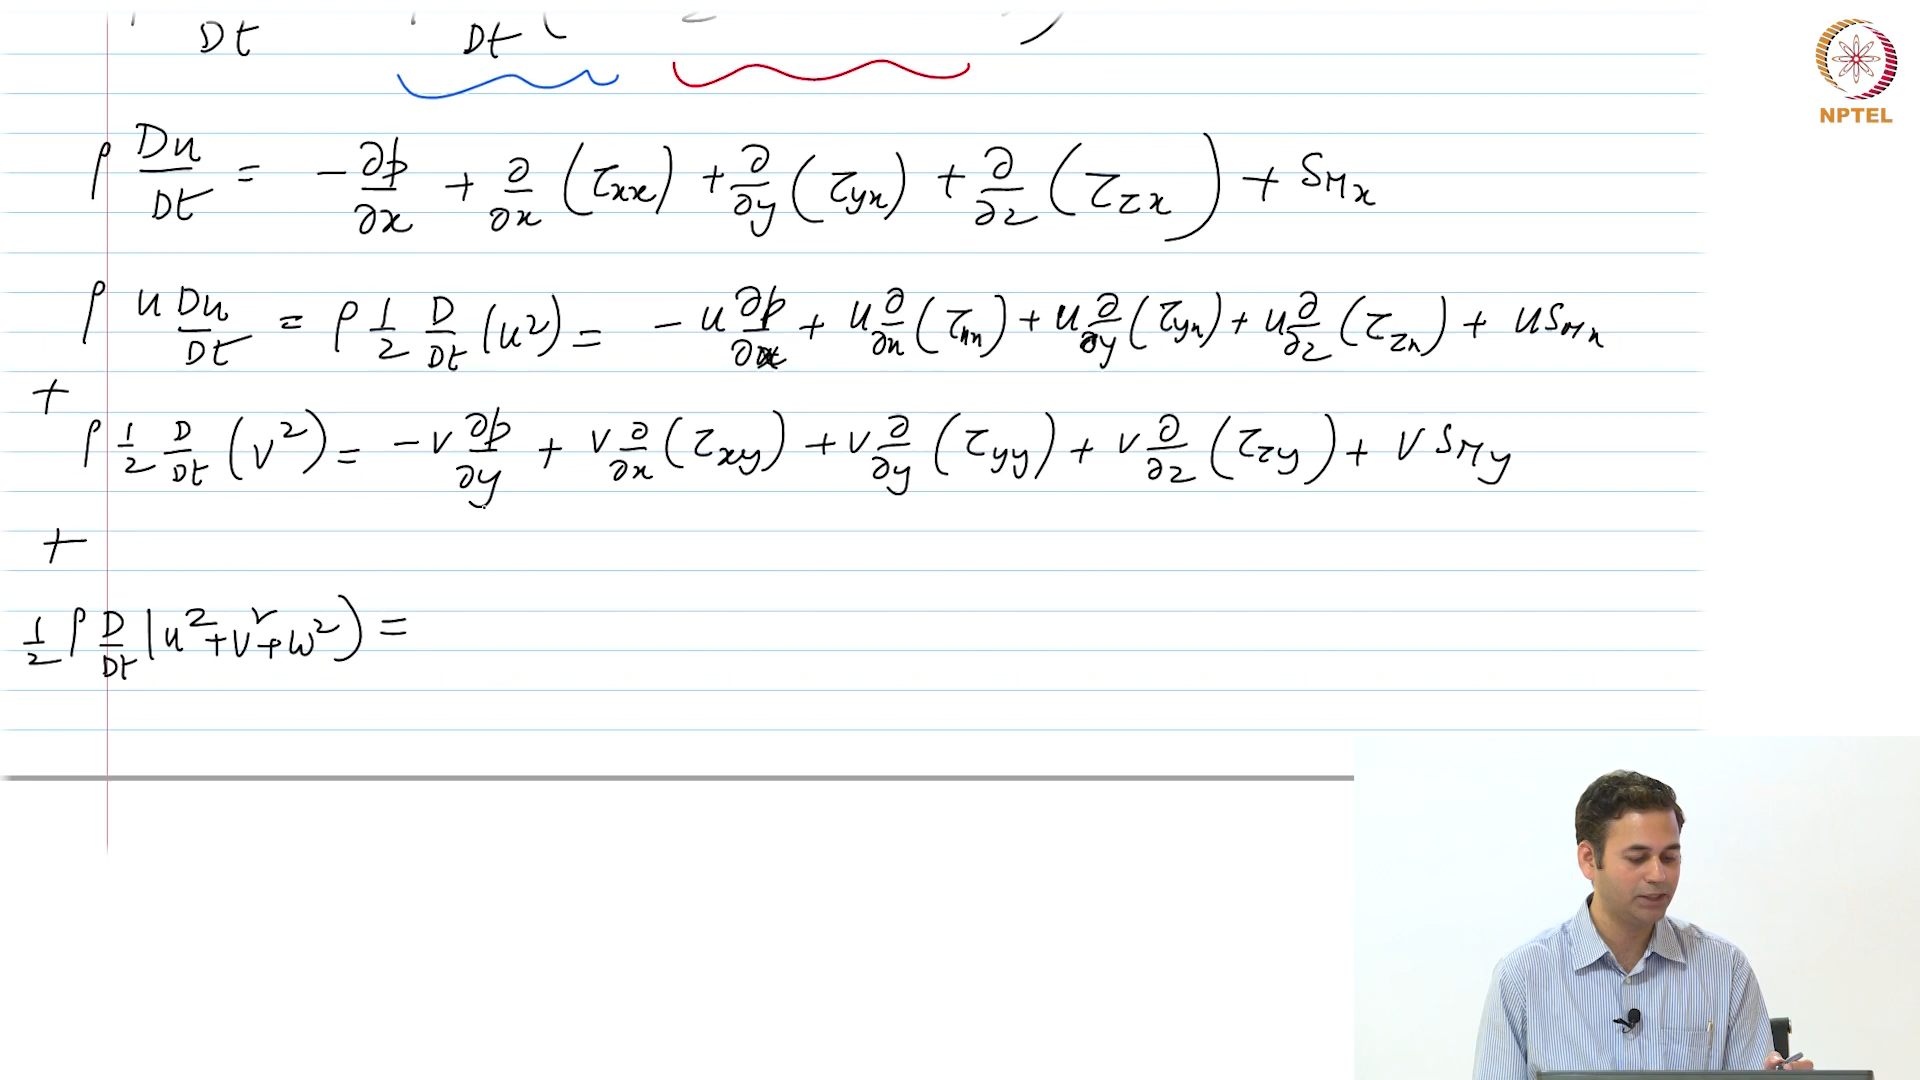 Dt Dt
NPTEL
ρ Du/Dt = - ∂p/∂x + ∂/∂x (τxx) + ∂/∂y (τyx) + ∂/∂z (τzx) + SMx
ρ u Du/Dt = ρ 1/2 D/Dt (u²) = - u ∂p/∂x + u ∂/∂x (τxx) + u ∂/∂y (τyx) + u ∂/∂z (τzx) + u SMx
+
ρ 1/2 D/Dt (v²) = - v ∂p/∂y + v ∂/∂x (τxy) + v ∂/∂y (τyy) + v ∂/∂z (τzy) + v SMy
+
1/2 ρ D/Dt (u² + v² + w²) =